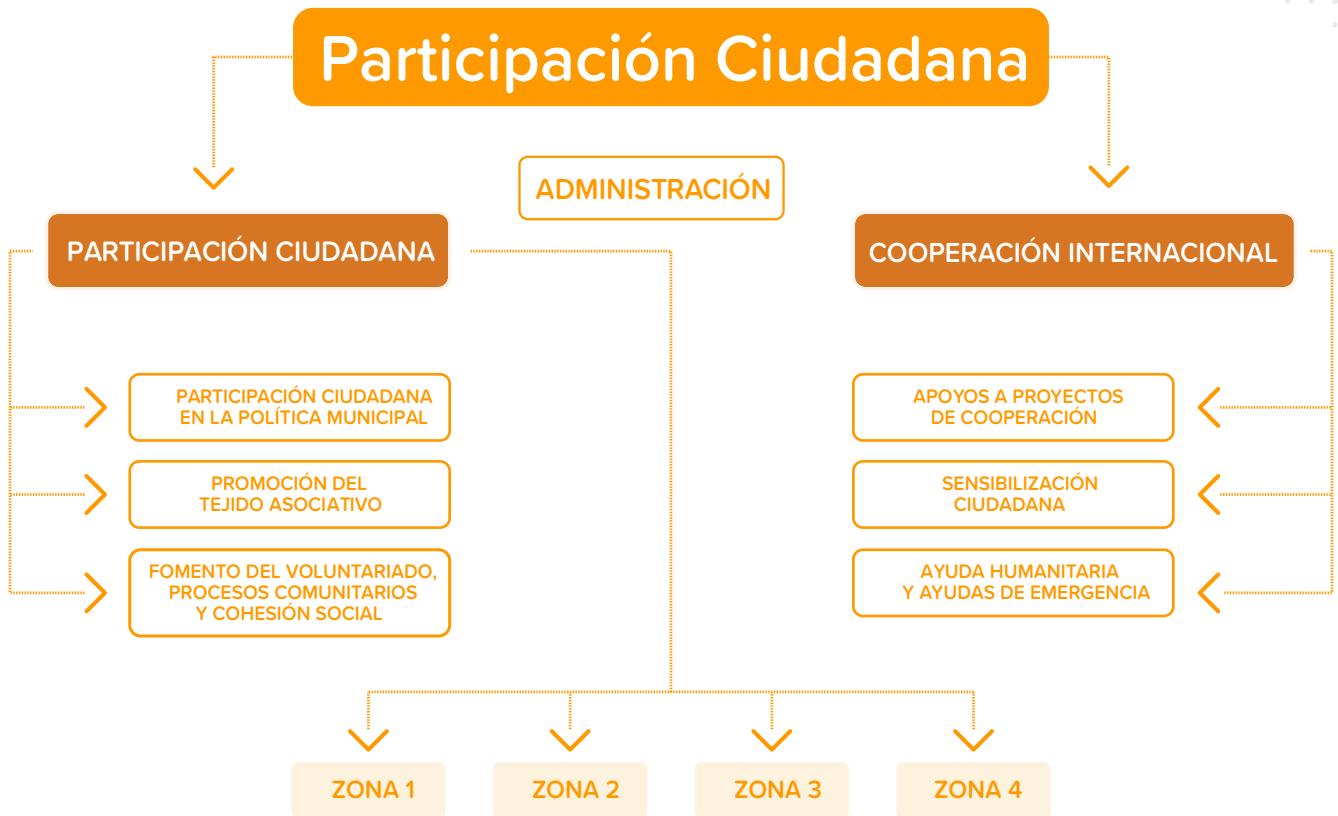 Participación Ciudadana
ADMINISTRACIÓN
PARTICIPACIÓN CIUDADANA
COOPERACIÓN INTERNACIONAL
PARTICIPACIÓN CIUDADANA
EN LA POLÍTICA MUNICIPAL
PROMOCIÓN DEL
TEJIDO ASOCIATIVO
FOMENTO DEL VOLUNTARIADO,
PROCESOS COMUNITARIOS
Y COHESIÓN SOCIAL
APOYOS A PROYECTOS
DE COOPERACIÓN
SENSIBILIZACIÓN
CIUDADANA
AYUDA HUMANITARIA
Y AYUDAS DE EMERGENCIA
ZONA 1
ZONA 2
ZONA 3
ZONA 4